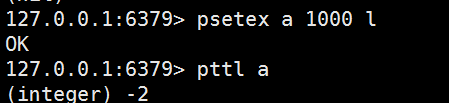 127.0.0.1:6379> psetex a 1000 l
OK
127.0.0.1:6379> pttl a
(integer) -2